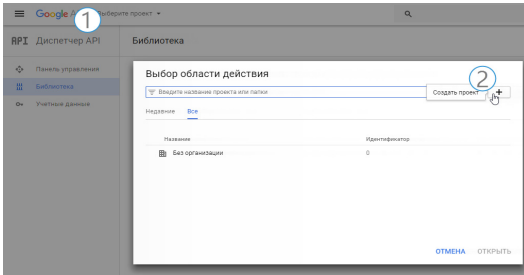 Google A Выберите проект
1
API Диспетчер API
Библиотека
Панель управления
Библиотека
Учетные данные
Выбор области действия
2
Введите название проекта или папки
Создать проект
Недавние Все
Название Идентификатор
Без организации 0
ОТМЕНА ОТКРЫТЬ